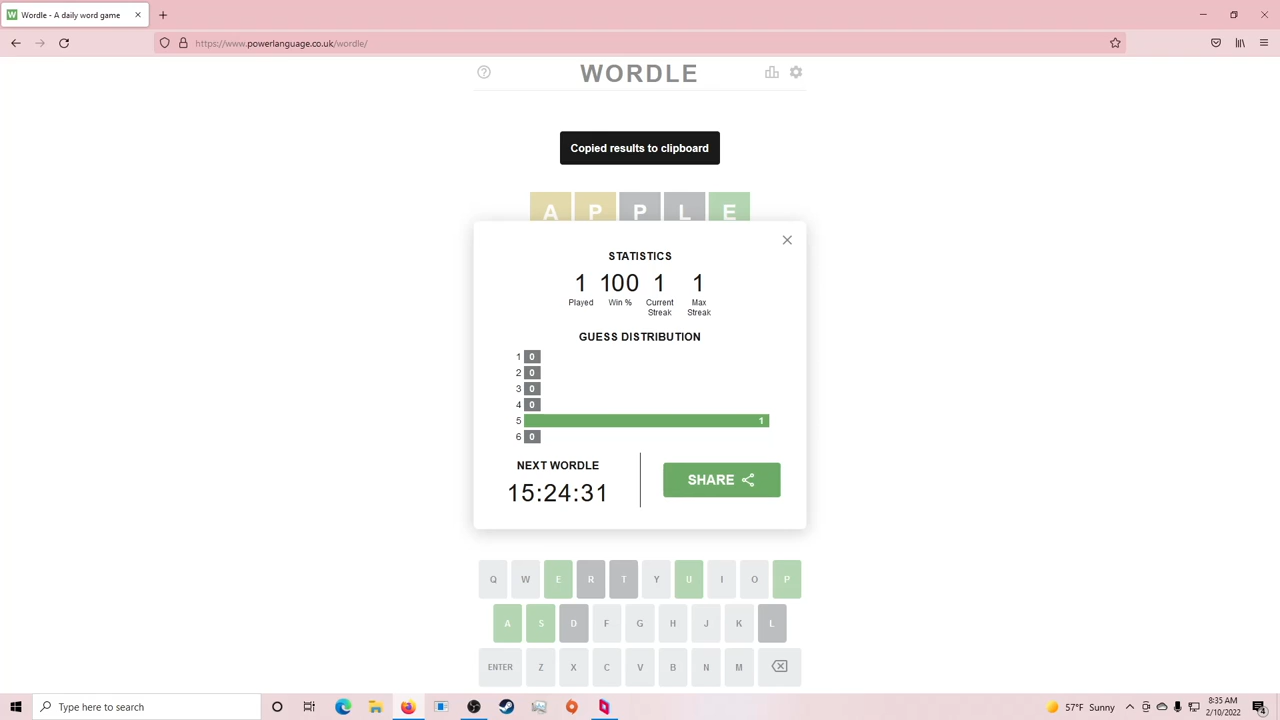 Wordle - A daily word game
https://www.powerlanguage.co.uk/wordle/
WORDLE
Copied results to clipboard
A P P L E
STATISTICS
1 100 1 1
Played Win % Current Streak Max Streak
GUESS DISTRIBUTION
1 0
2 0
3 0
4 0
5 1
6 0
NEXT WORDLE
15:24:31
SHARE
Q W E R T Y U I O P
A S D F G H J K L
ENTER Z X C V B N M
Type here to search
57°F Sunny
8:35 AM
2/10/2022
4